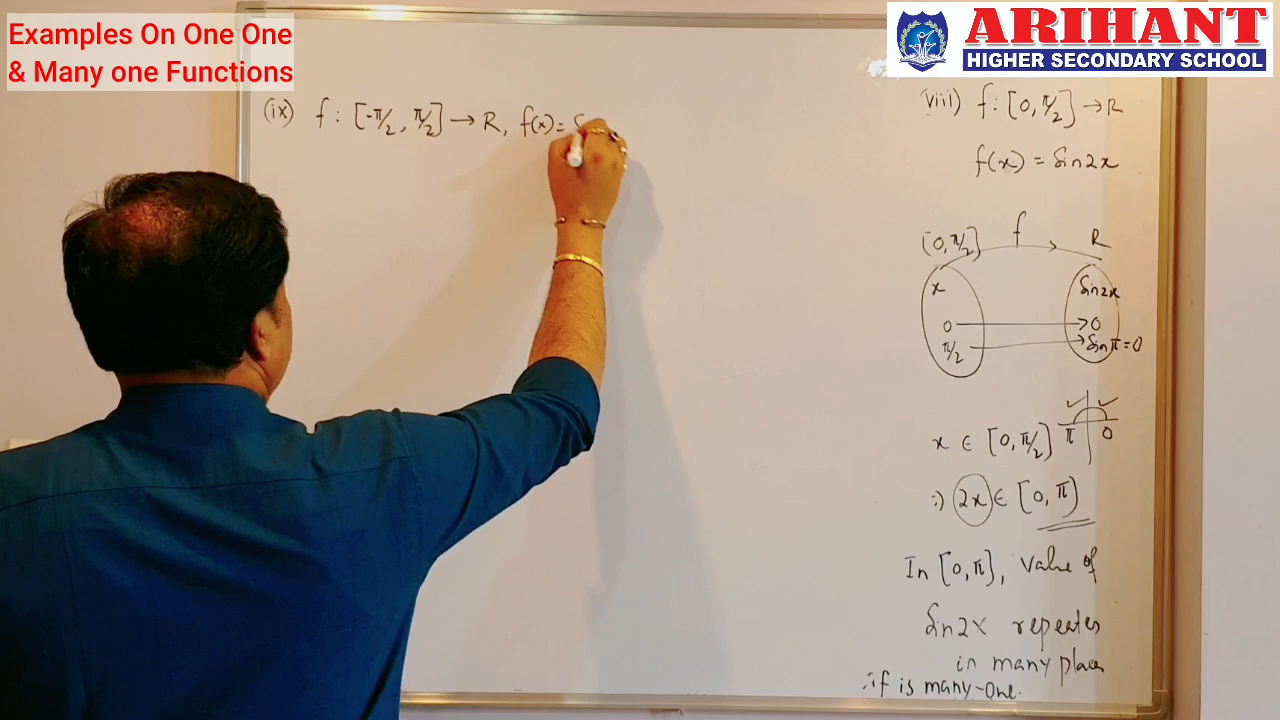 Examples On One One
& Many one Functions
ARIHANT
HIGHER SECONDARY SCHOOL
(ix) f : [-π/2, π/2] → R, f(x) = S
(viii) f : [0, π/2] → R
f(x) = Sin2x
[0, π/2] f R
x Sin2x
0 0
π/2 Sinπ = 0
x ∈ [0, π/2] π 0
∴) 2x ∈ [0, π]
In [0, π], value of
Sin2x repeates
in many places
∴ f is many-one.